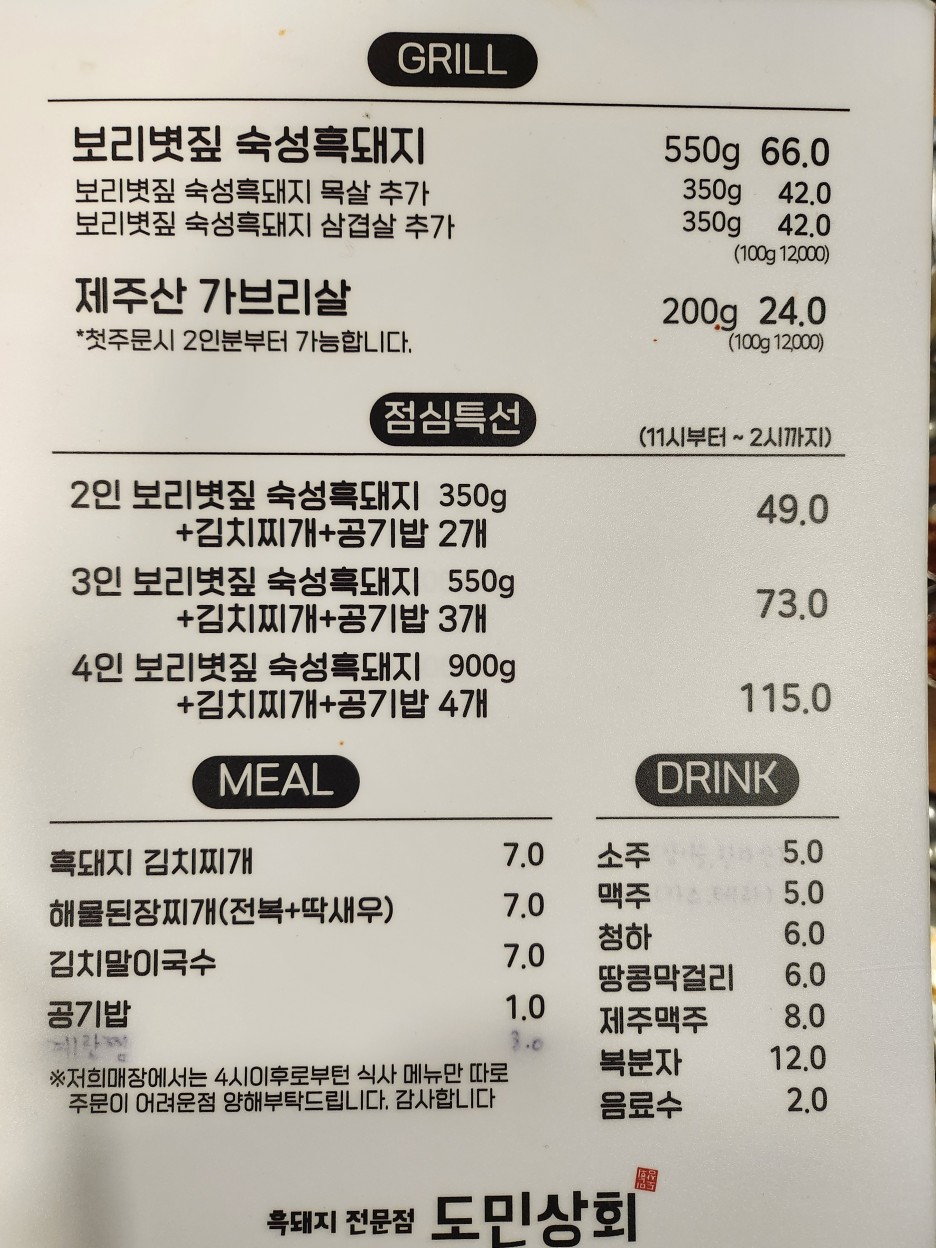 GRILL
보리볏짚 숙성흑돼지 550g 66.0
보리볏짚 숙성흑돼지 목살 추가 350g 42.0
보리볏짚 숙성흑돼지 삼겹살 추가 350g 42.0
(100g 12,000)
제주산 가브리살 200g 24.0
*첫주문시 2인분부터 가능합니다. (100g 12,000)
점심특선 (11시부터 ~ 2시까지)
2인 보리볏짚 숙성흑돼지 350g 49.0
+김치찌개+공기밥 2개
3인 보리볏짚 숙성흑돼지 550g 73.0
+김치찌개+공기밥 3개
4인 보리볏짚 숙성흑돼지 900g 115.0
+김치찌개+공기밥 4개
MEAL
흑돼지 김치찌개 7.0
해물된장찌개(전복+딱새우) 7.0
김치말이국수 7.0
공기밥 1.0
계란찜 3.0
※저희매장에서는 4시이후로부턴 식사 메뉴만 따로
주문이 어려운점 양해부탁드립니다. 감사합니다
DRINK
소주 5.0
맥주 5.0
청하 6.0
땅콩막걸리 6.0
제주맥주 8.0
복분자 12.0
음료수 2.0
흑돼지 전문점 도민상회